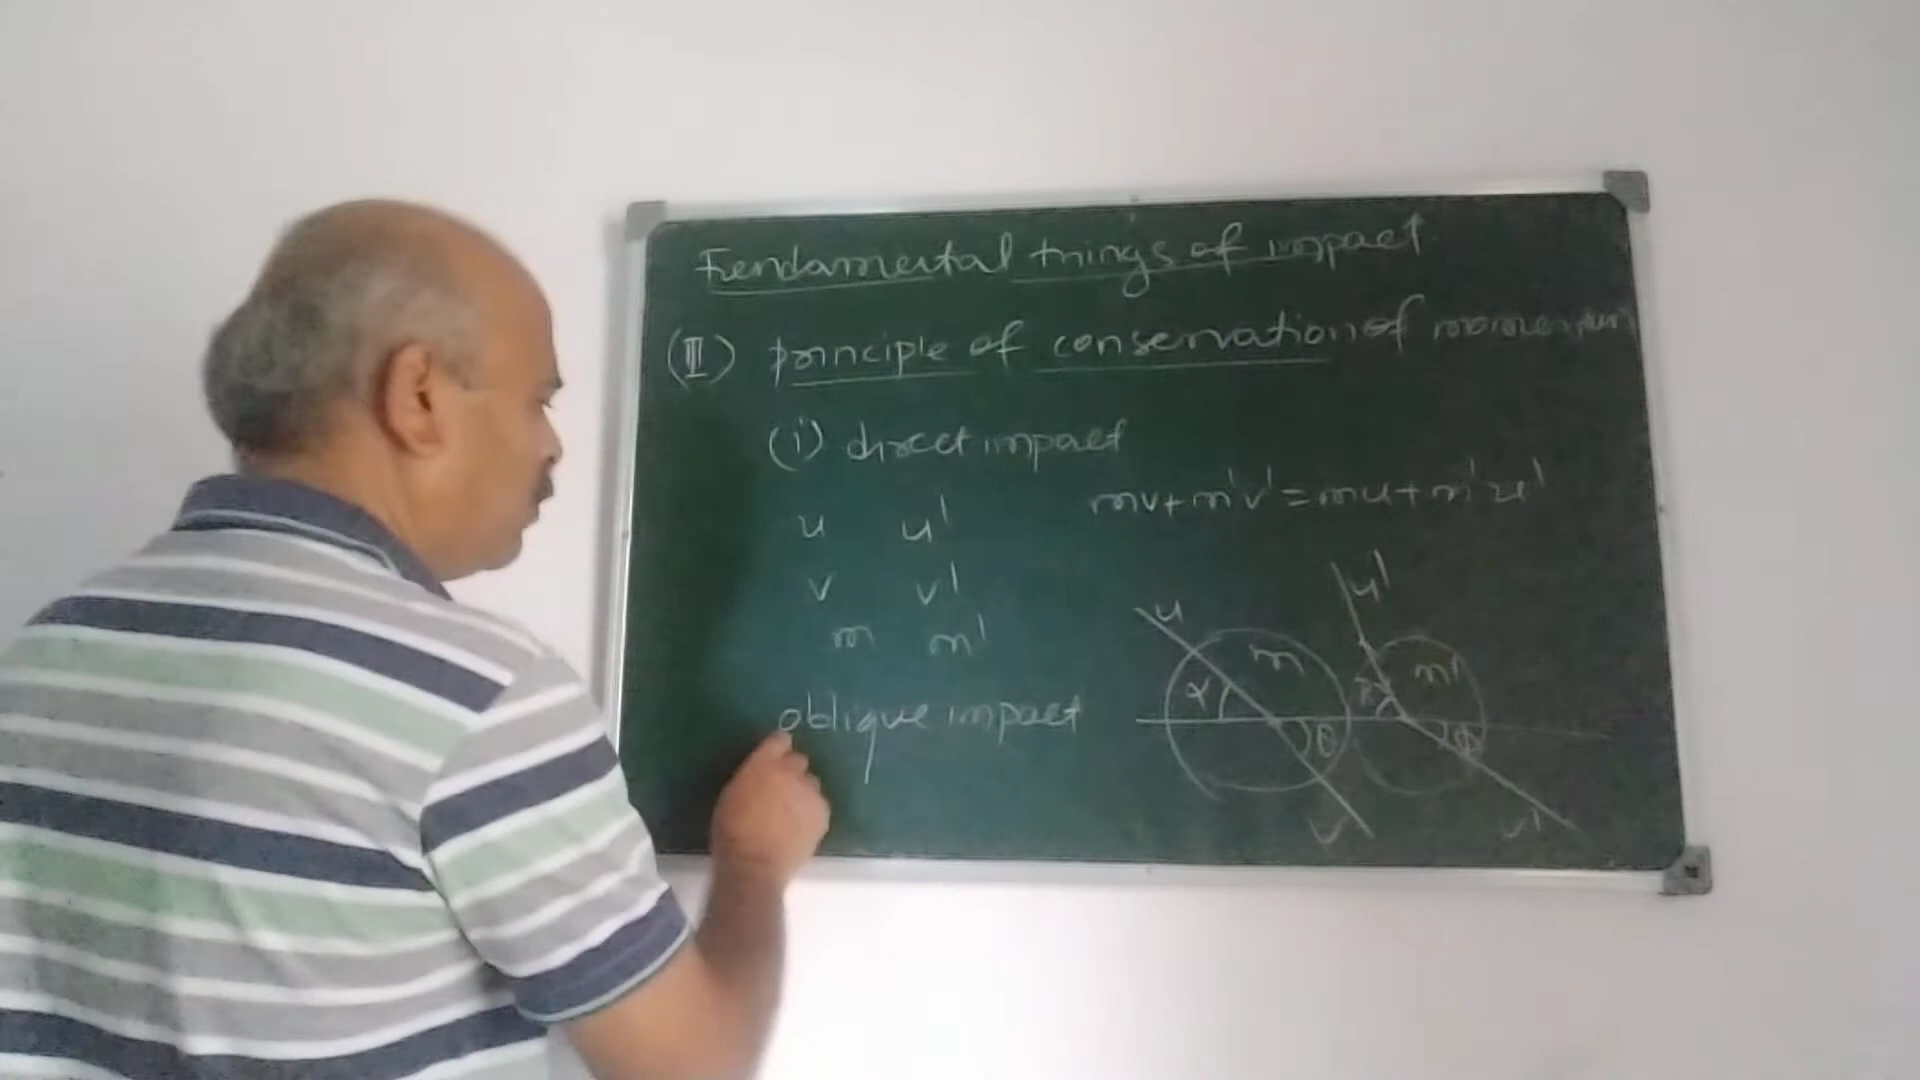 Fundamental things of impact
(II) principle of conservation of momentum
(i) direct impact
u u'
mv+m'v'=mu+m'u'
v v'
m m'
oblique impact
u u'
m m'
α β
θ φ
v v'